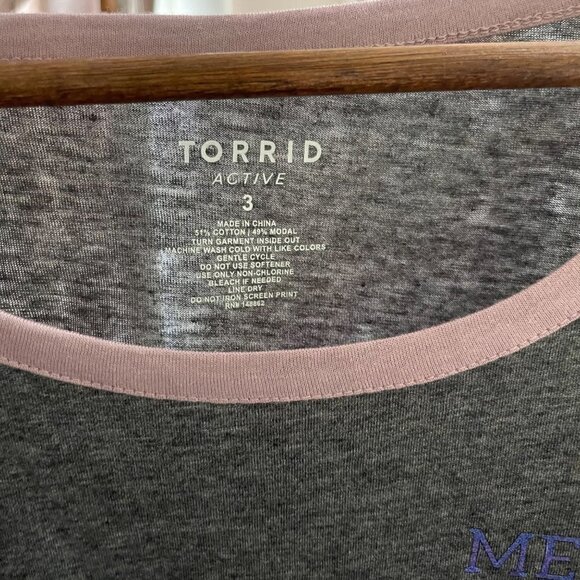 TORRID
ACTIVE
3
MADE IN CHINA
51% COTTON | 49% MODAL
TURN GARMENT INSIDE OUT
MACHINE WASH COLD WITH LIKE COLORS
GENTLE CYCLE
DO NOT USE SOFTENER
USE ONLY NON-CHLORINE
BLEACH IF NEEDED
LINE DRY
DO NOT IRON SCREEN PRINT
RN# 148862
ME